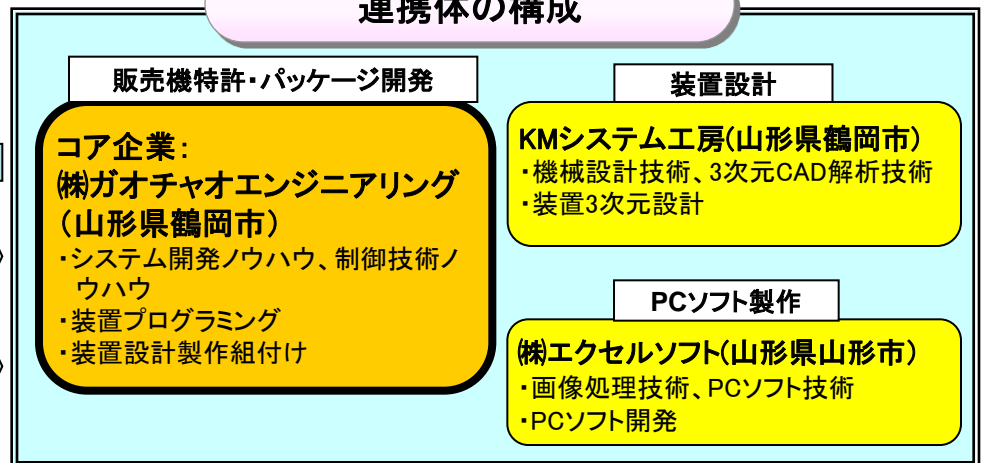 連携体の構成
販売機特許・パッケージ開発
コア企業：
㈱ガオチャオエンジニアリング
（山形県鶴岡市）
・システム開発ノウハウ、制御技術ノ
ウハウ
・装置プログラミング
・装置設計製作組付け
装置設計
KMシステム工房(山形県鶴岡市）
・機械設計技術、3次元CAD解析技術
・装置3次元設計
PCソフト製作
㈱エクセルソフト(山形県山形市）
・画像処理技術、PCソフト技術
・PCソフト開発